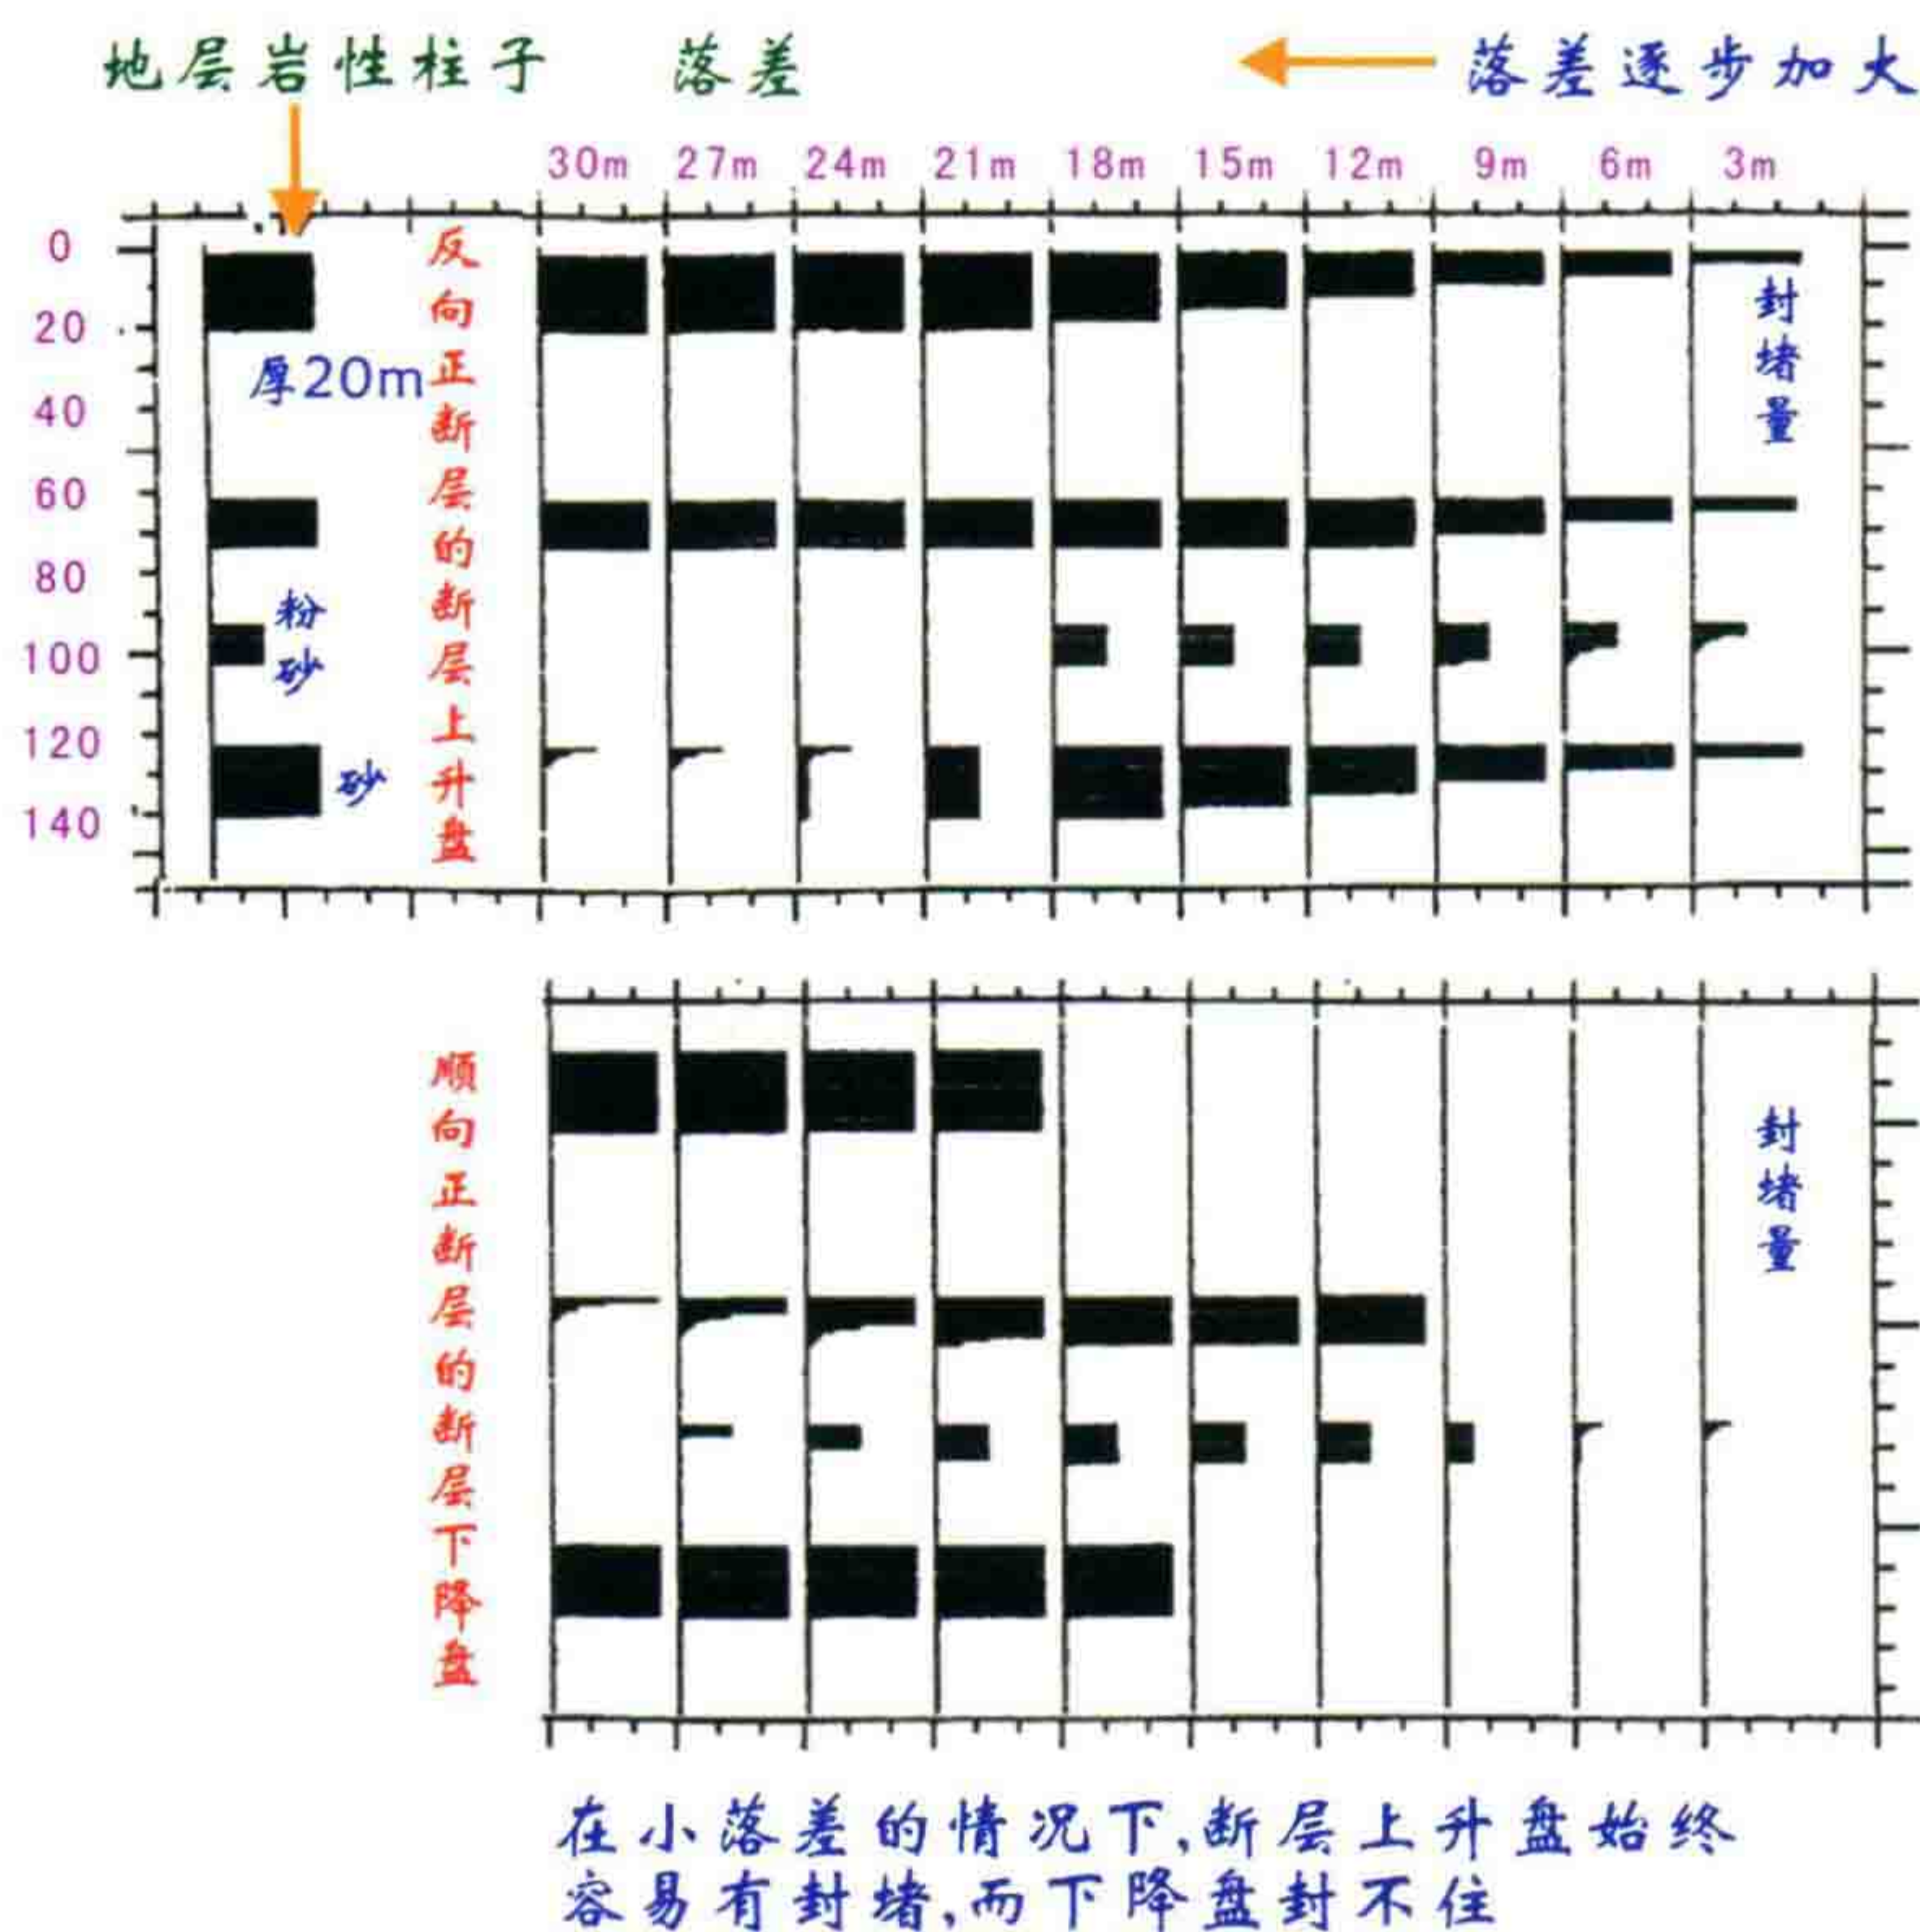 地层岩性柱子 落差 落差逐步加大
30m 27m 24m 21m 18m 15m 12m 9m 6m 3m
0
20
40
60
80
100
120
140
厚20m
粉砂
砂
反向正断层的断层上升盘
封堵量
顺向正断层的断层下降盘
封堵量
在小落差的情况下,断层上升盘始终
容易有封堵,而下降盘封不住